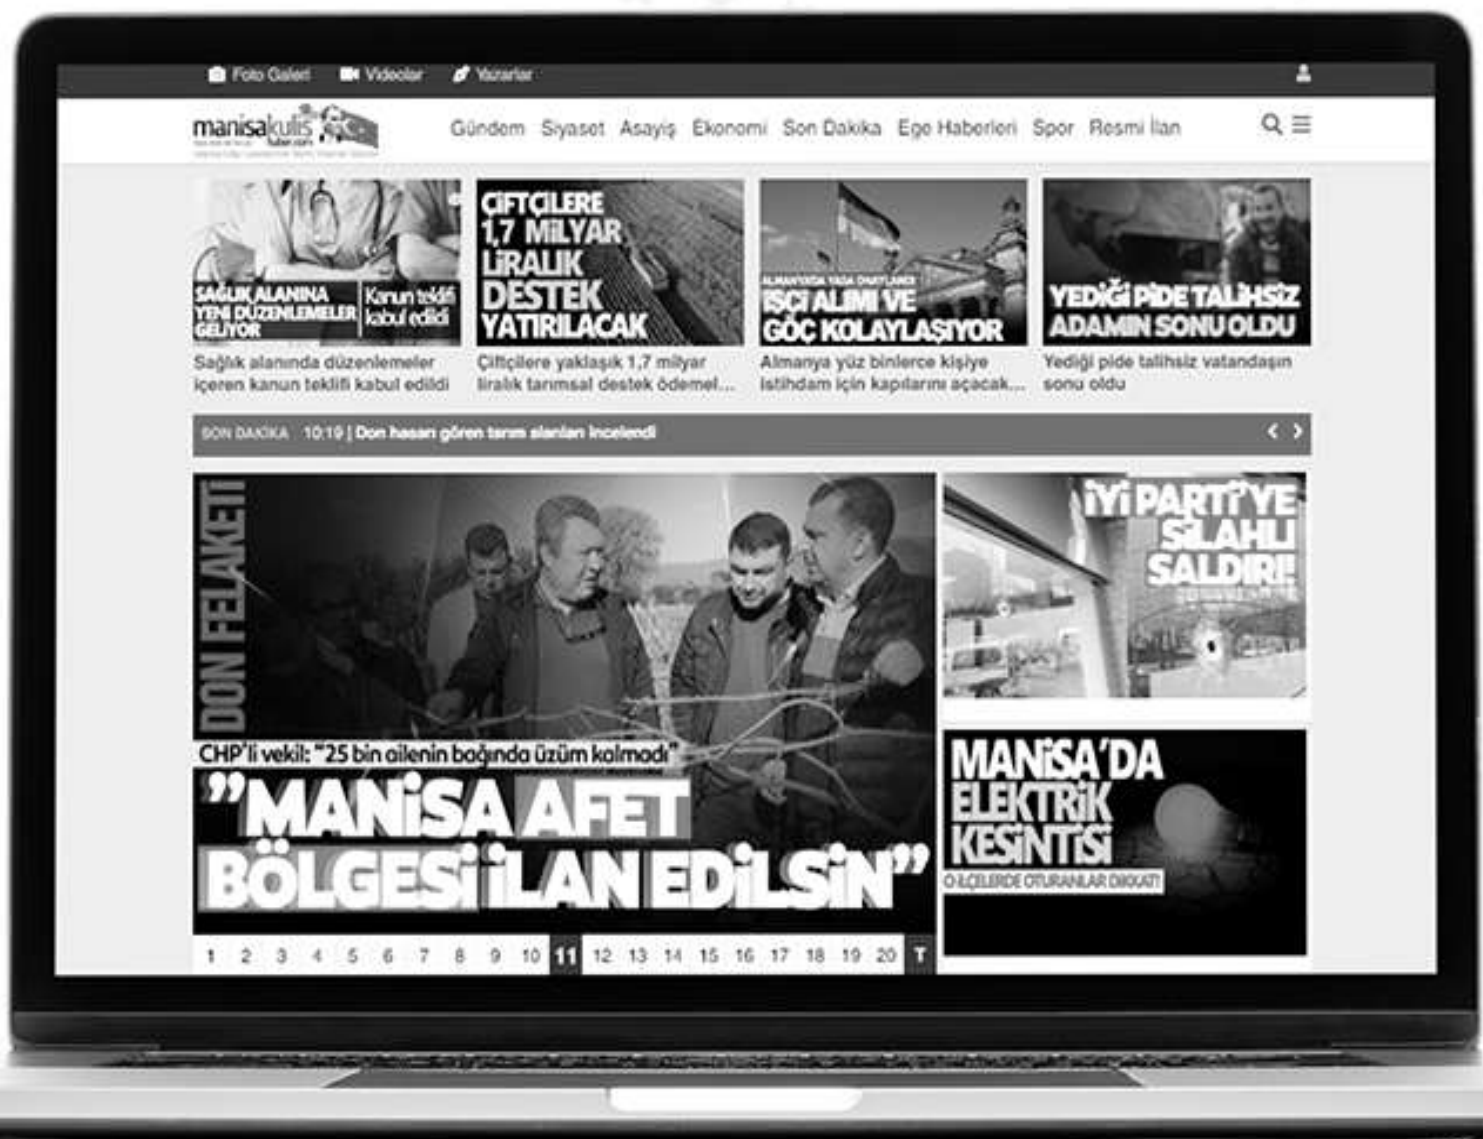 Foto Galeri Videolar Yazarlar
manisakulis
haber.com
Gündem Siyaset Asayiş Ekonomi Son Dakika Ege Haberleri Spor Resmi İlan
SAĞLIK ALANINA
YENİ DÜZENLEMELER
GELİYOR
Kanun teklifi
kabul edildi
Sağlık alanında düzenlemeler
içeren kanun teklifi kabul edildi
ÇİFTÇİLERE
1,7 MİLYAR
LİRALIK
DESTEK
YATIRILACAK
Çiftçilere yaklaşık 1,7 milyar
liralık tarımsal destek ödemel...
ALMANYA'DA YASA ONAYLANDI
İŞÇİ ALIMI VE
GÖÇ KOLAYLAŞIYOR
Almanya yüz binlerce kişiye
istihdam için kapılarını açacak...
YEDİĞİ PİDE TALİHSİZ
ADAMIN SONU OLDU
Yediği pide talihsiz vatandaşın
sonu oldu
SON DAKİKA 10:19 | Don hasarı gören tarım alanları incelendi
DON FELAKETİ
CHP'li vekil: "25 bin ailenin bağında üzüm kalmadı"
"MANİSA AFET
BÖLGESİ İLAN EDİLSİN"
1 2 3 4 5 6 7 8 9 10 11 12 13 14 15 16 17 18 19 20 T
İYİ PARTİ'YE
SİLAHLI
SALDIRI!
MANİSA'DA
ELEKTRİK
KESİNTİSİ
O İLÇELERDE OTURANLAR DİKKAT!